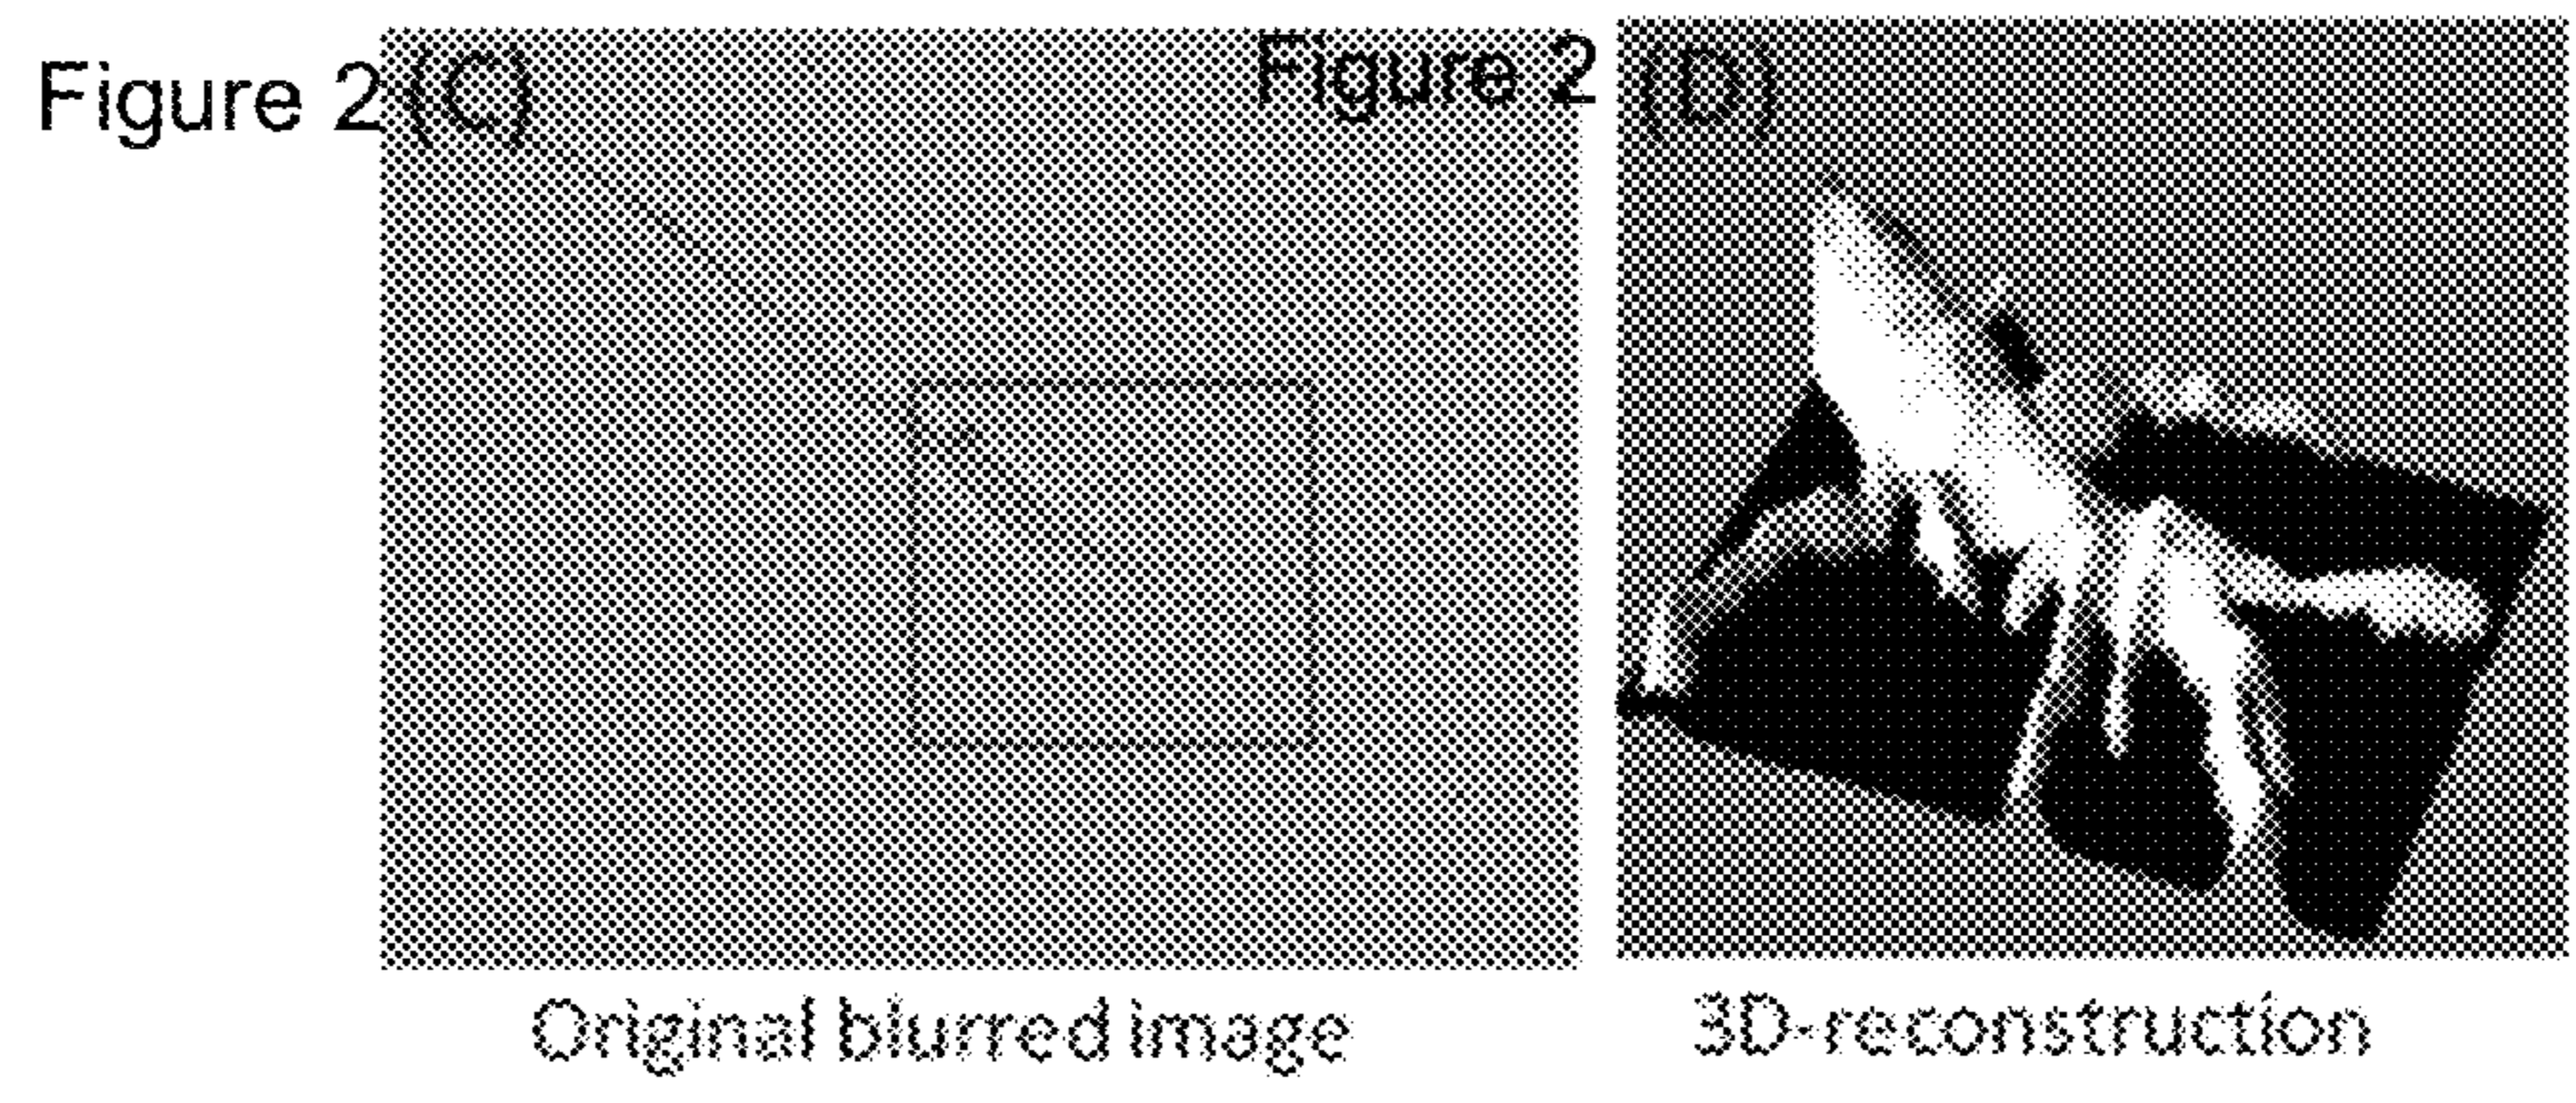 Figure 2 (C)
Figure 2 (D)
Original blurred image
3D-reconstruction